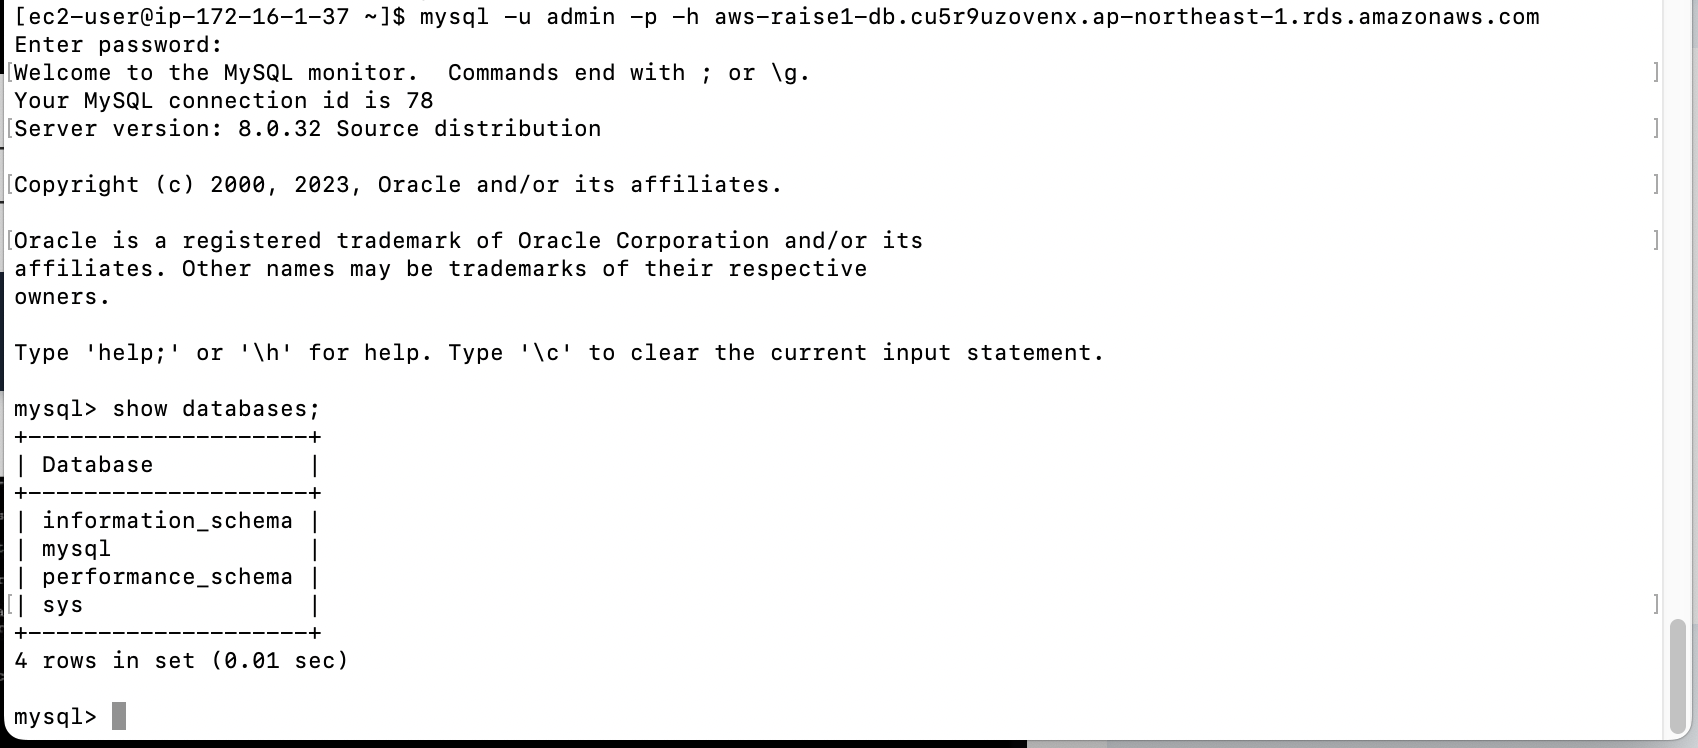 [ec2-user@ip-172-16-1-37 ~]$ mysql -u admin -p -h aws-raise1-db.cu5r9uzovenx.ap-northeast-1.rds.amazonaws.com
Enter password:
Welcome to the MySQL monitor.  Commands end with ; or \g.
Your MySQL connection id is 78
Server version: 8.0.32 Source distribution

Copyright (c) 2000, 2023, Oracle and/or its affiliates.

Oracle is a registered trademark of Oracle Corporation and/or its
affiliates. Other names may be trademarks of their respective
owners.

Type 'help;' or '\h' for help. Type '\c' to clear the current input statement.

mysql> show databases;
+--------------------+
| Database           |
+--------------------+
| information_schema |
| mysql              |
| performance_schema |
| sys                |
+--------------------+
4 rows in set (0.01 sec)

mysql>